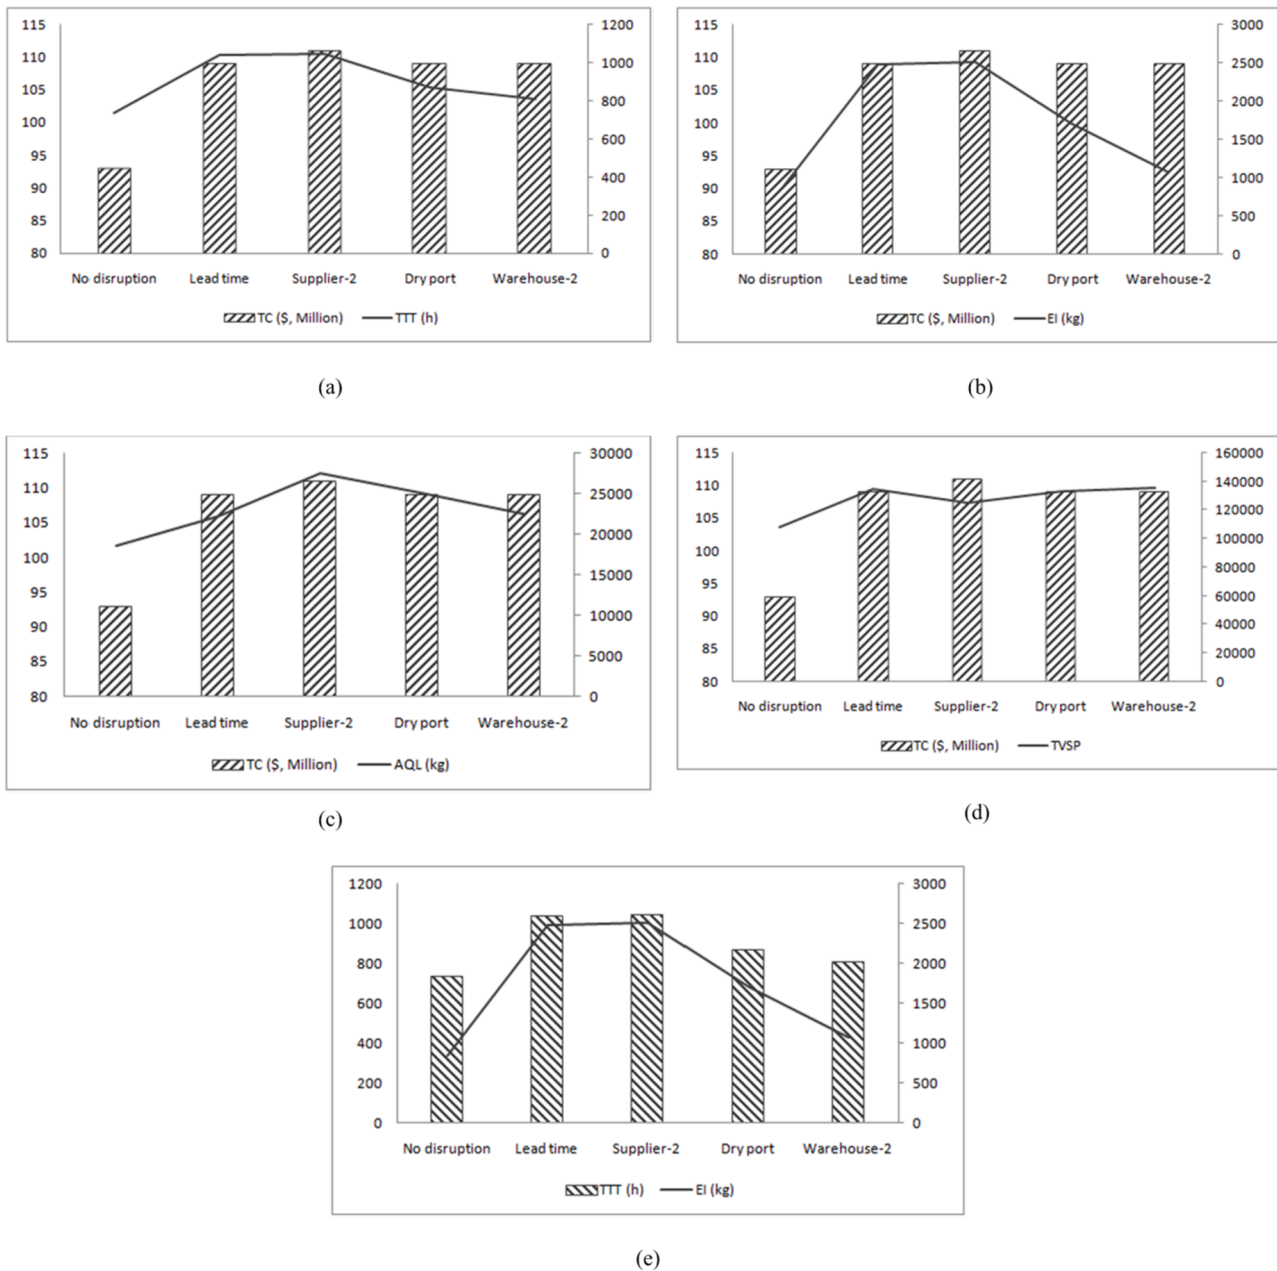 115 1200
110 1000
105 800
100
95 600
90 400
85 200
80 0
No disruption Lead time Supplier-2 Dry port Warehouse-2
TC ($, Million) TTT (h)
(a)
115 3000
110 2500
105 2000
100 1500
95
90 1000
85 500
80 0
No disruption Lead time Supplier-2 Dry port Warehouse-2
TC ($, Million) EI (kg)
(b)
115 30000
110 25000
105 20000
100 15000
95
90 10000
85 5000
80 0
No disruption Lead time Supplier-2 Dry port Warehouse-2
TC ($, Million) AQL (kg)
(c)
115 160000
110 140000
105 120000
100 100000
95 80000
90 60000
85 40000
80 20000
0
No disruption Lead time Supplier-2 Dry port Warehouse-2
TC ($, Million) TVSP
(d)
1200 3000
1000 2500
800 2000
600 1500
400 1000
200 500
0 0
No disruption Lead time Supplier-2 Dry port Warehouse-2
TTT (h) EI (kg)
(e)